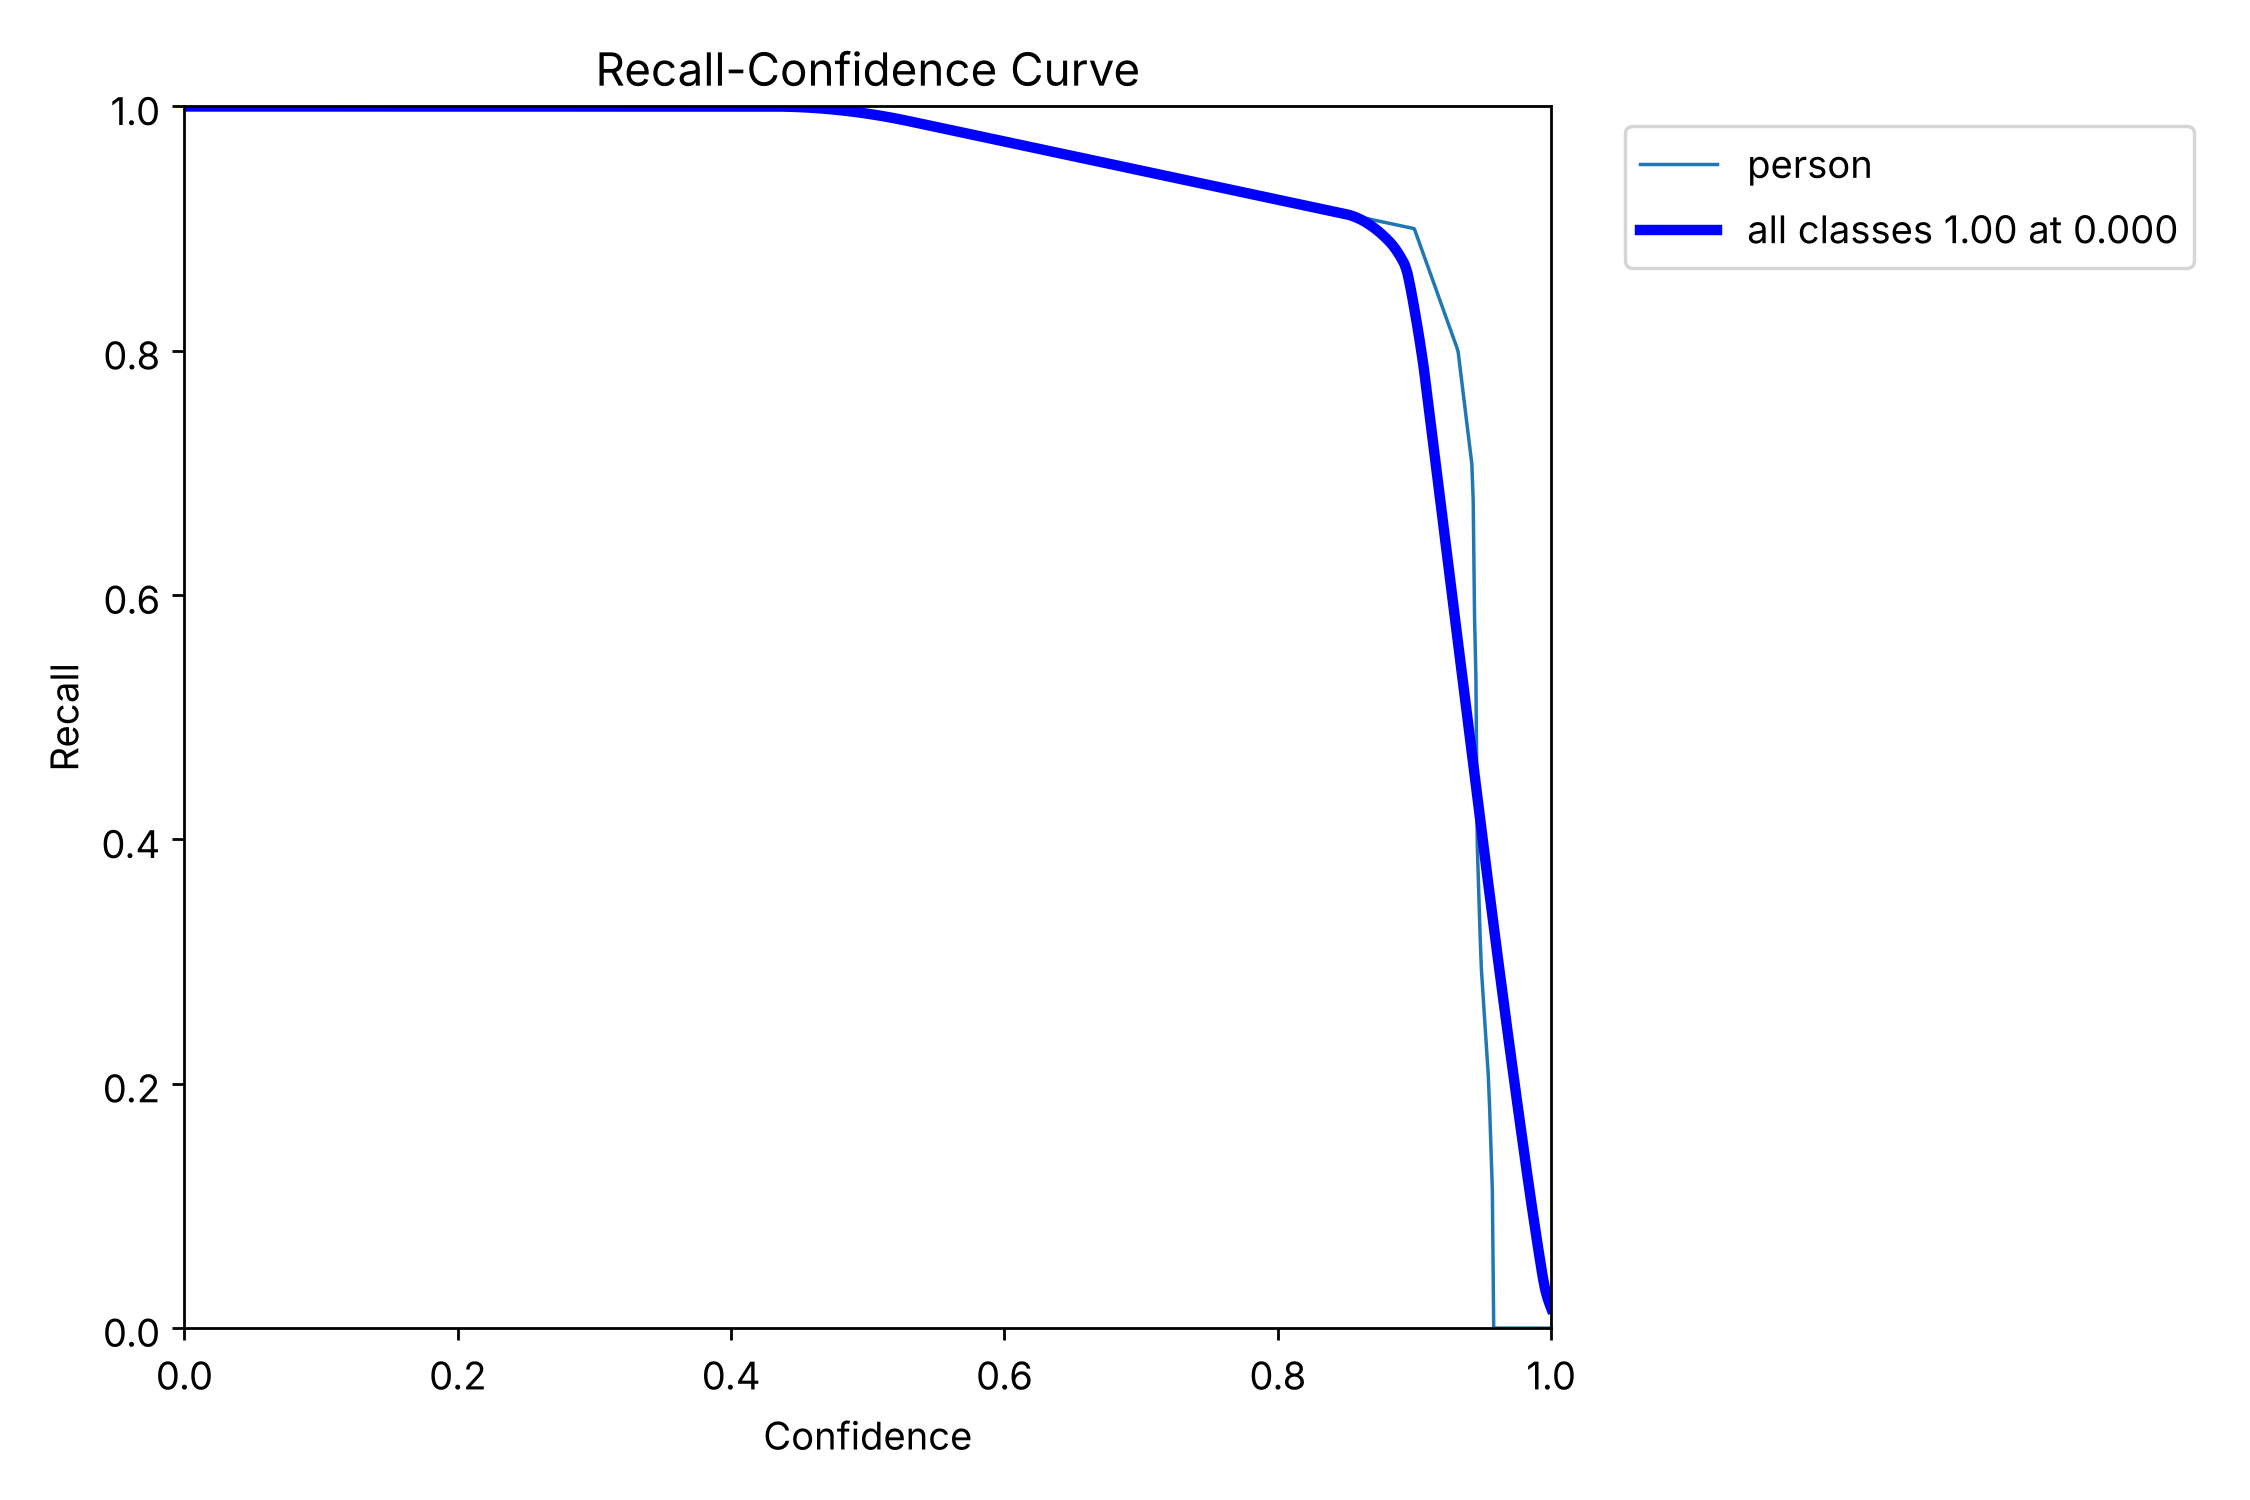 Recall-Confidence Curve
person
all classes 1.00 at 0.000
1.0
0.8
0.6
0.4
0.2
0.0
Recall
0.0 0.2 0.4 0.6 0.8 1.0
Confidence